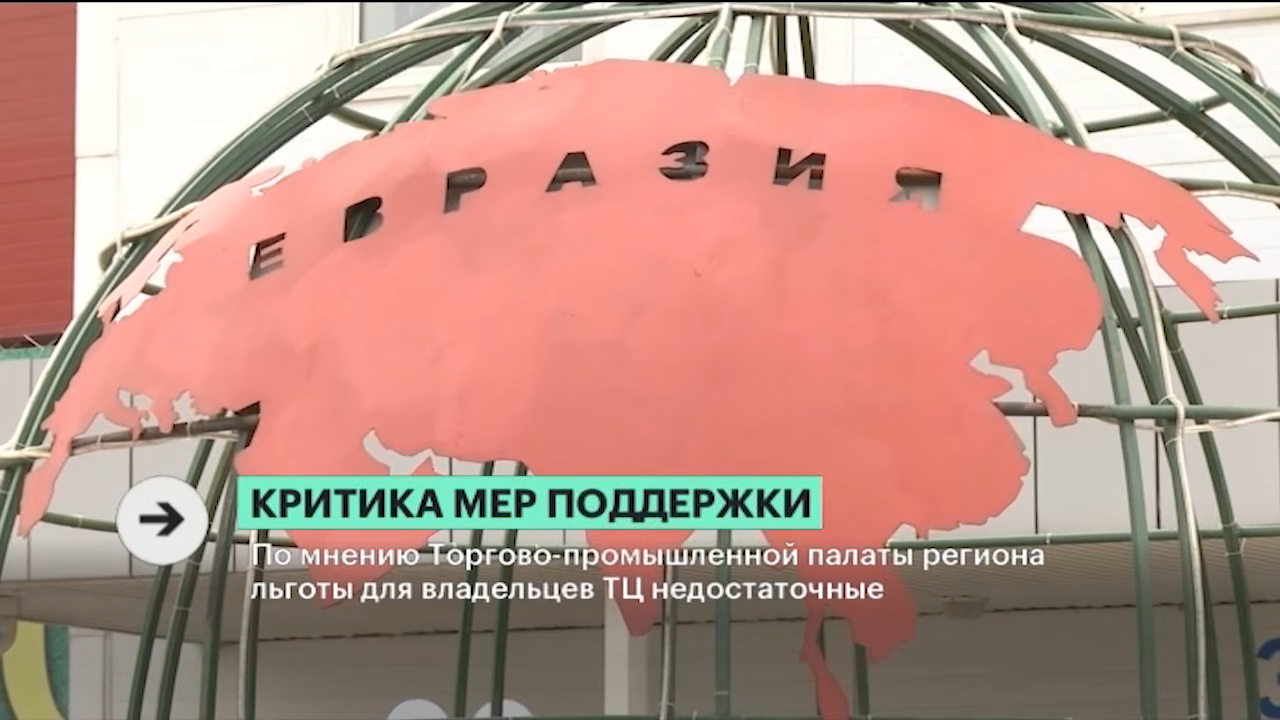 ЕВРАЗИЯ
КРИТИКА МЕР ПОДДЕРЖКИ
По мнению Торгово-промышленной палаты региона
льготы для владельцев ТЦ недостаточные